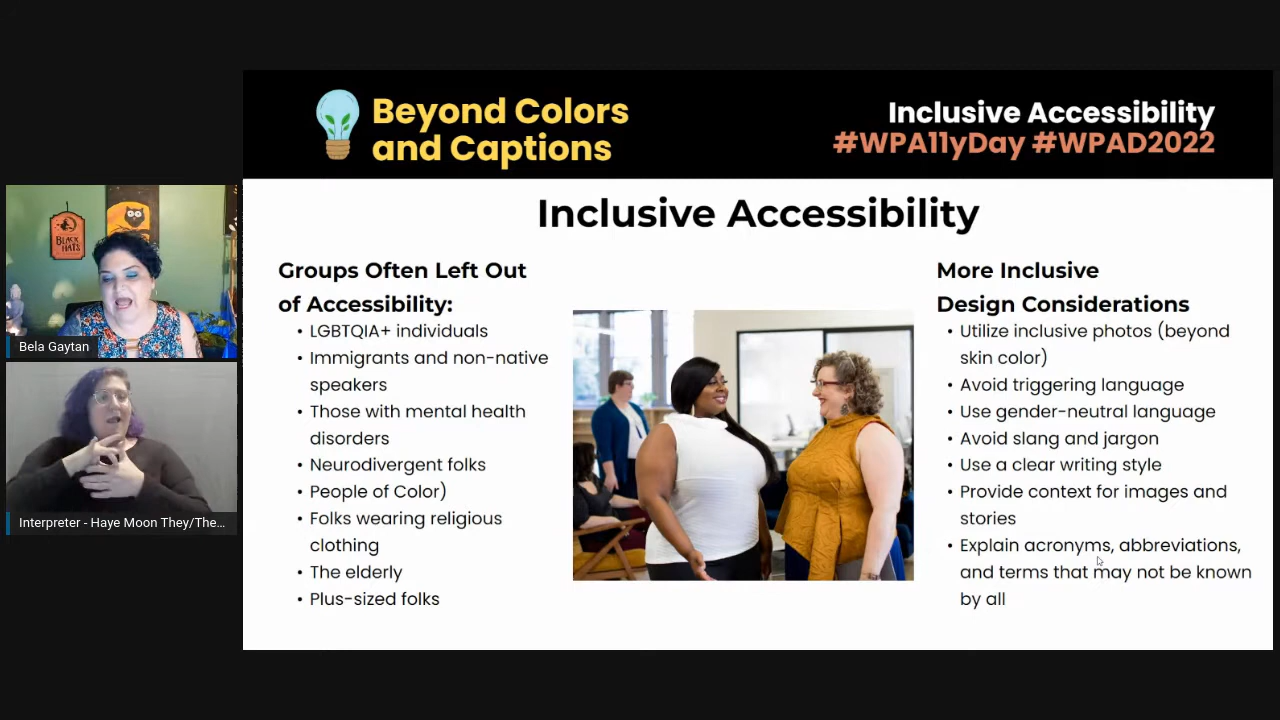 Beyond Colors
and Captions
Inclusive Accessibility
#WPA11yDay #WPAD2022
Inclusive Accessibility
Groups Often Left Out
of Accessibility:
• LGBTQIA+ individuals
• Immigrants and non-native
speakers
• Those with mental health
disorders
• Neurodivergent folks
• People of Color)
• Folks wearing religious
clothing
• The elderly
• Plus-sized folks
More Inclusive
Design Considerations
• Utilize inclusive photos (beyond
skin color)
• Avoid triggering language
• Use gender-neutral language
• Avoid slang and jargon
• Use a clear writing style
• Provide context for images and
stories
• Explain acronyms, abbreviations,
and terms that may not be known
by all
BLACK
HATS
Bela Gaytan
Interpreter - Haye Moon They/The...